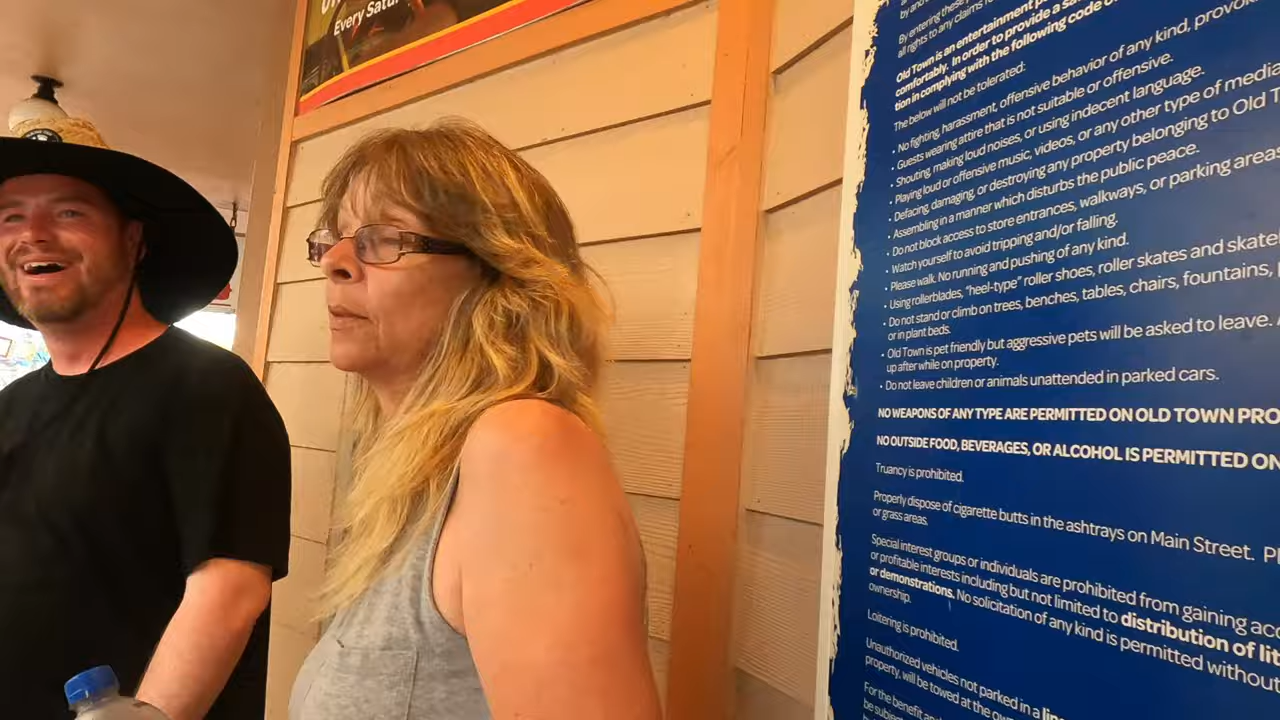 Every Satur
by and
By entering these
all rights to any claims
Old Town is an entertainment
comfortably. In order to provide a
tion in complying with the following code
The below will not be tolerated:
• No fighting, harassment, offensive behavior of any kind, provok
• Guests wearing attire that is not suitable or offensive.
• Shouting, making loud noises, or using indecent language.
• Playing loud or offensive music, videos, or any other type of media
• Defacing, damaging, or destroying any property belonging to Old T
• Assembling in a manner which disturbs the public peace.
• Do not block access to store entrances, walkways, or parking areas
• Watch yourself to avoid tripping and/or falling.
• Please walk. No running and pushing of any kind.
• Using rollerblades, "heel-type" roller shoes, roller skates and skate
• Do not stand or climb on trees, benches, tables, chairs, fountains,
or in plant beds.
• Old Town is pet friendly but aggressive pets will be asked to leave.
up after while on property.
• Do not leave children or animals unattended in parked cars.
NO WEAPONS OF ANY TYPE ARE PERMITTED ON OLD TOWN PRO
NO OUTSIDE FOOD, BEVERAGES, OR ALCOHOL IS PERMITTED ON
Truancy is prohibited.
Properly dispose of cigarette butts in the ashtrays on Main Street. Pl
or grass areas.
Special interest groups or individuals are prohibited from gaining acc
or profitable interests including but not limited to distribution of lit
or demonstrations. No solicitation of any kind is permitted without
ownership.
Loitering is prohibited.
Unauthorized vehicles not parked in a
property, will be towed at the
For the benefit and
be